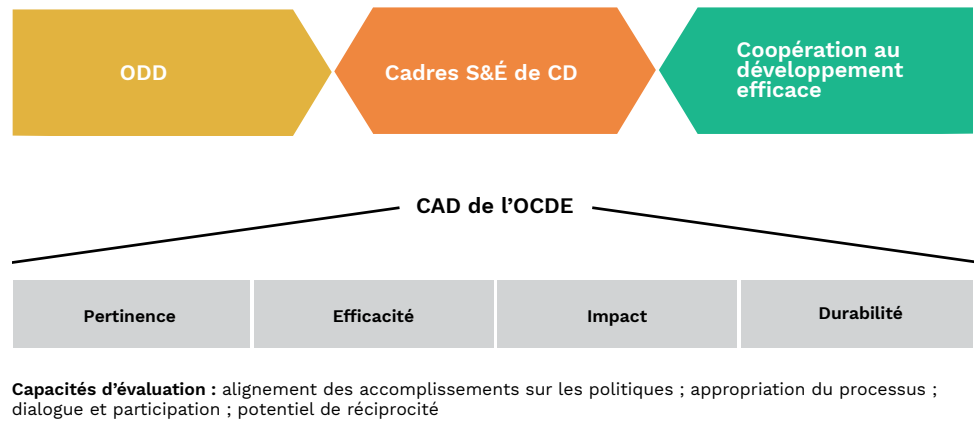 ODD
Cadres S&É de CD
Coopération au
développement
efficace
CAD de l’OCDE
Pertinence
Efficacité
Impact
Durabilité
Capacités d’évaluation : alignement des accomplissements sur les politiques ; appropriation du processus ;
dialogue et participation ; potentiel de réciprocité